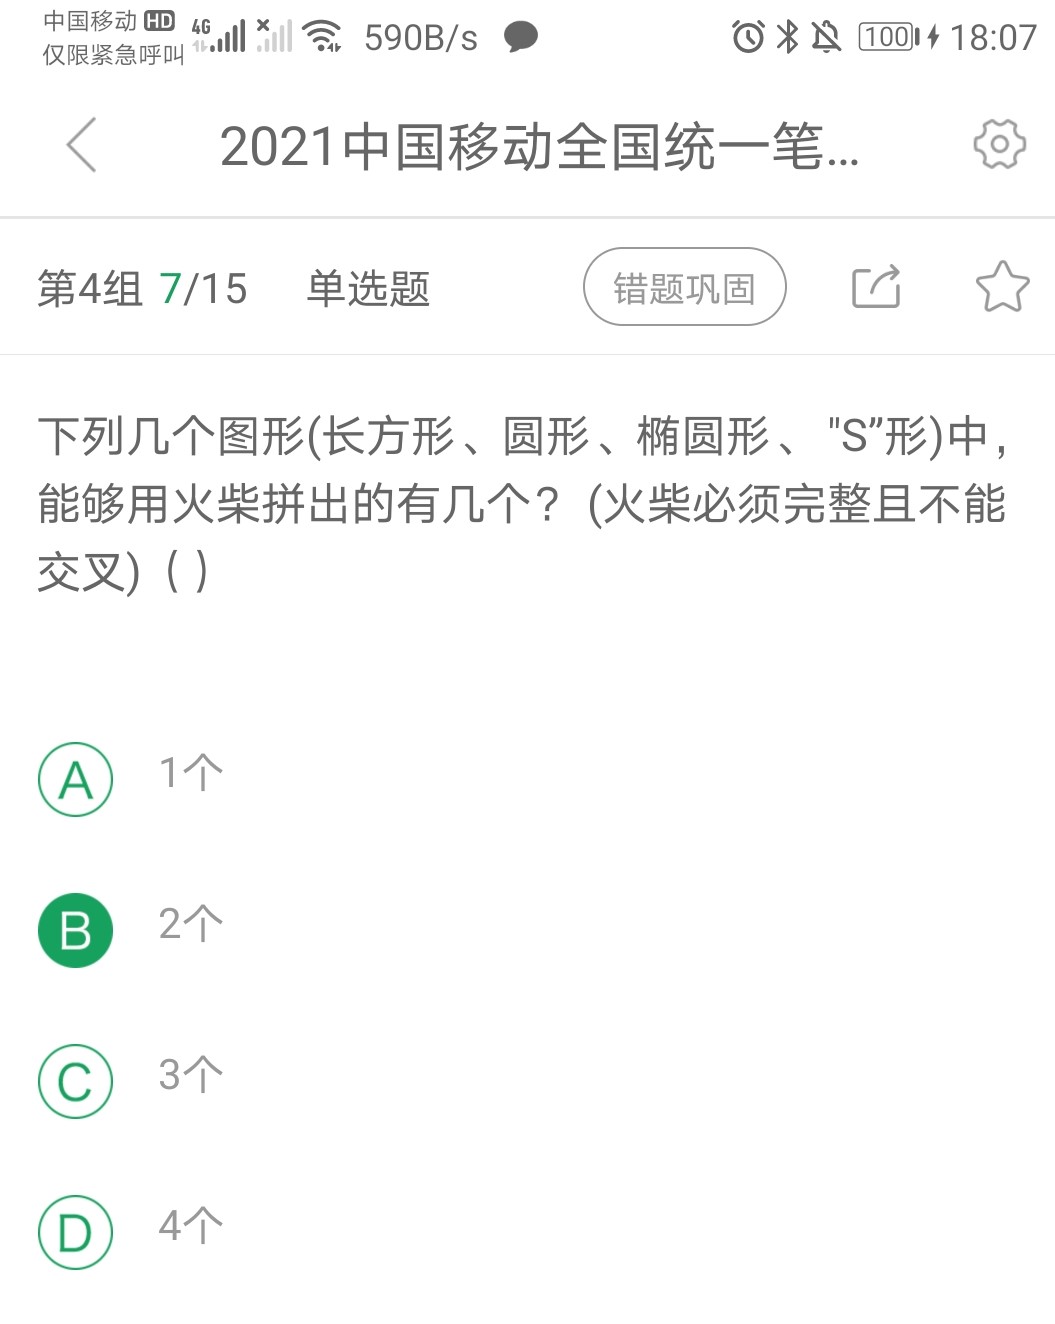 中国移动 HD 4G 590B/s 100 18:07
仅限紧急呼叫
2021中国移动全国统一笔...
第4组 7/15 单选题 错题巩固
下列几个图形(长方形、圆形、椭圆形、"S”形)中，
能够用火柴拼出的有几个？(火柴必须完整且不能
交叉)（ ）
A 1个
B 2个
C 3个
D 4个